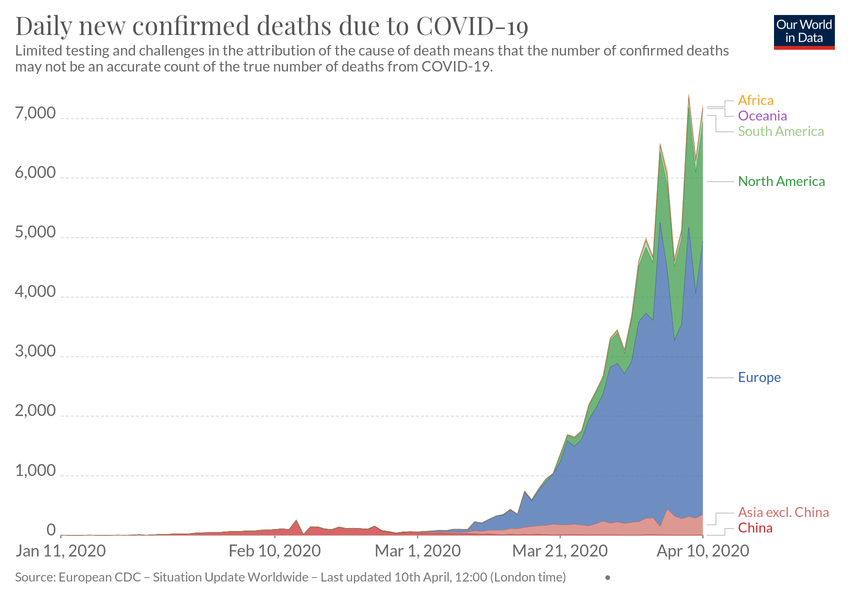 Daily new confirmed deaths due to COVID-19
Our World
in Data
Limited testing and challenges in the attribution of the cause of death means that the number of confirmed deaths
may not be an accurate count of the true number of deaths from COVID-19.
7,000
6,000
5,000
4,000
3,000
2,000
1,000
0
Africa
Oceania
South America
North America
Europe
Asia excl. China
China
Jan 11, 2020
Feb 10, 2020
Mar 1, 2020
Mar 21, 2020
Apr 10, 2020
Source: European CDC – Situation Update Worldwide – Last updated 10th April, 12:00 (London time) •